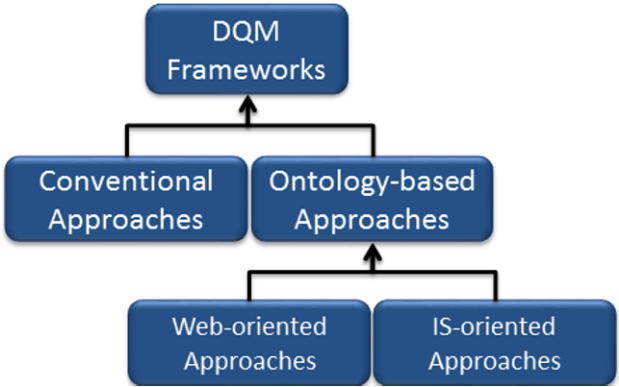 DQM
Frameworks
Conventional
Approaches
Ontology-based
Approaches
Web-oriented
Approaches
IS-oriented
Approaches